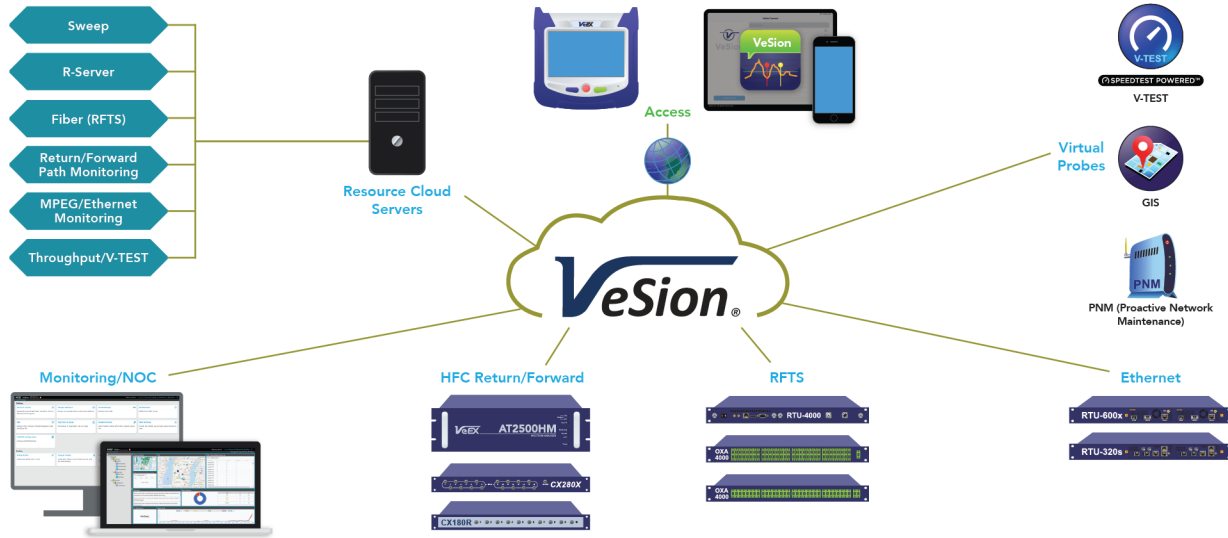 Sweep
R-Server
Fiber (RFTS)
Return/Forward
Path Monitoring
MPEG/Ethernet
Monitoring
Throughput/V-TEST
Resource Cloud
Servers
VeEX
VeSion
Access
V-TEST
SPEEDTEST POWERED™
V-TEST
Virtual
Probes
GIS
PNM
PNM (Proactive Network
Maintenance)
VeSion®
Monitoring/NOC
HFC Return/Forward
VeEX AT2500HM
CX280X
CX180R
RFTS
RTU-4000
OXA
4000
OXA
4000
Ethernet
RTU-600x
RTU-320s